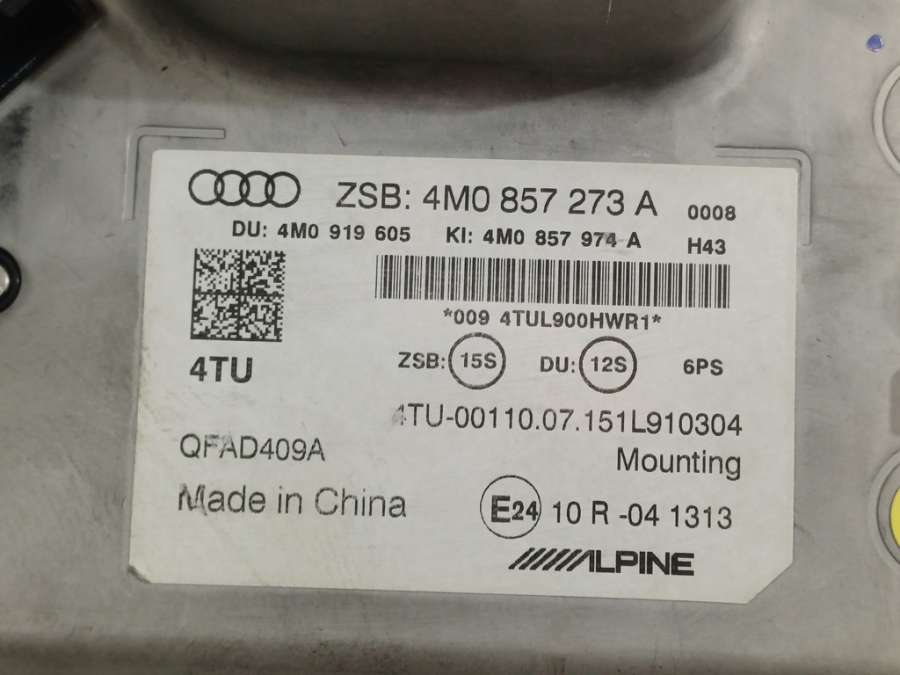 ZSB: 4M0 857 273 A 0008
DU: 4M0 919 605 KI: 4M0 857 974 A H43
*009 4TUL900HWR1*
4TU ZSB: 15S DU: 12S 6PS
4TU-00110.07.151L910304
QFAD409A Mounting
Made in China E24 10 R -04 1313
ALPINE